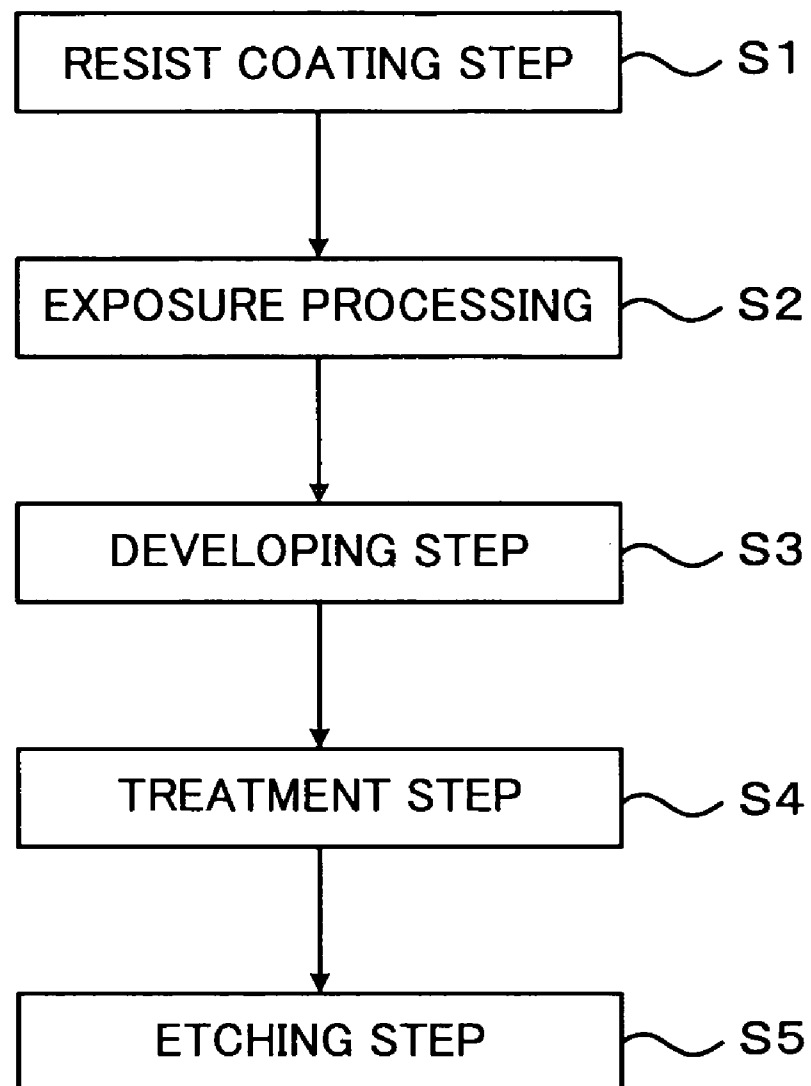 RESIST COATING STEP S1
EXPOSURE PROCESSING S2
DEVELOPING STEP S3
TREATMENT STEP S4
ETCHING STEP S5